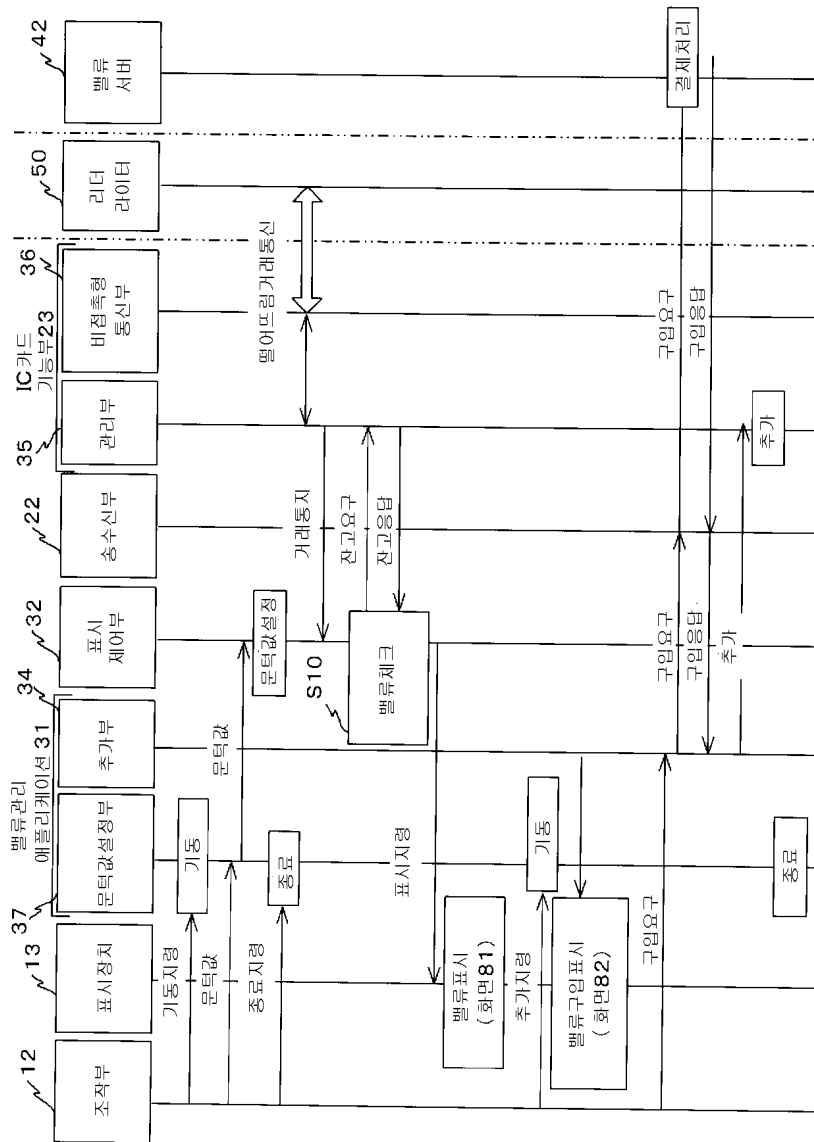 12
조작부
13
표시장치
밸류관리
애플리케이션 31
37
문턱값설정부
34
추가부
32
표시
제어부
22
송수신부
IC카드
기능부23
35
관리부
36
비접촉형
통신부
50
리더
라이터
42
밸류
서버
기동지령
기동
문턱값
문턱값
문턱값설정
종료지령
종료
떨어뜨림거래통신
거래통지
잔고요구
잔고응답
S10
밸류체크
표시지령
밸류표시
(화면81)
추가지령
기동
밸류구입표시
(화면82)
구입요구
구입요구
구입요구
결제처리
구입응답
구입응답
추가
추가
종료